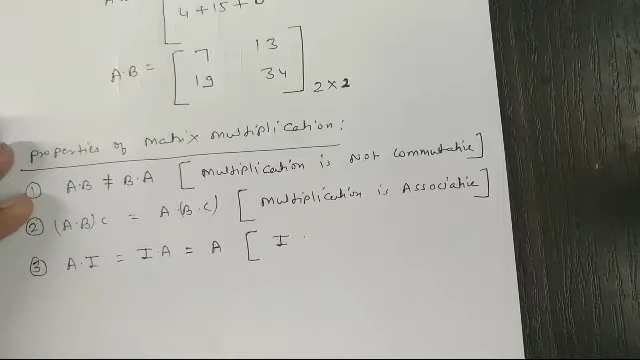 4 + 15 + 0
A·B = [ 7 13
19 34 ] 2×2
Properties of Matrix Multiplication:
① A·B ≠ B·A [Multiplication is Not Commutative]
② (A·B)C = A·(B·C) [Multiplication is Associative]
③ A·I = I·A = A [ I